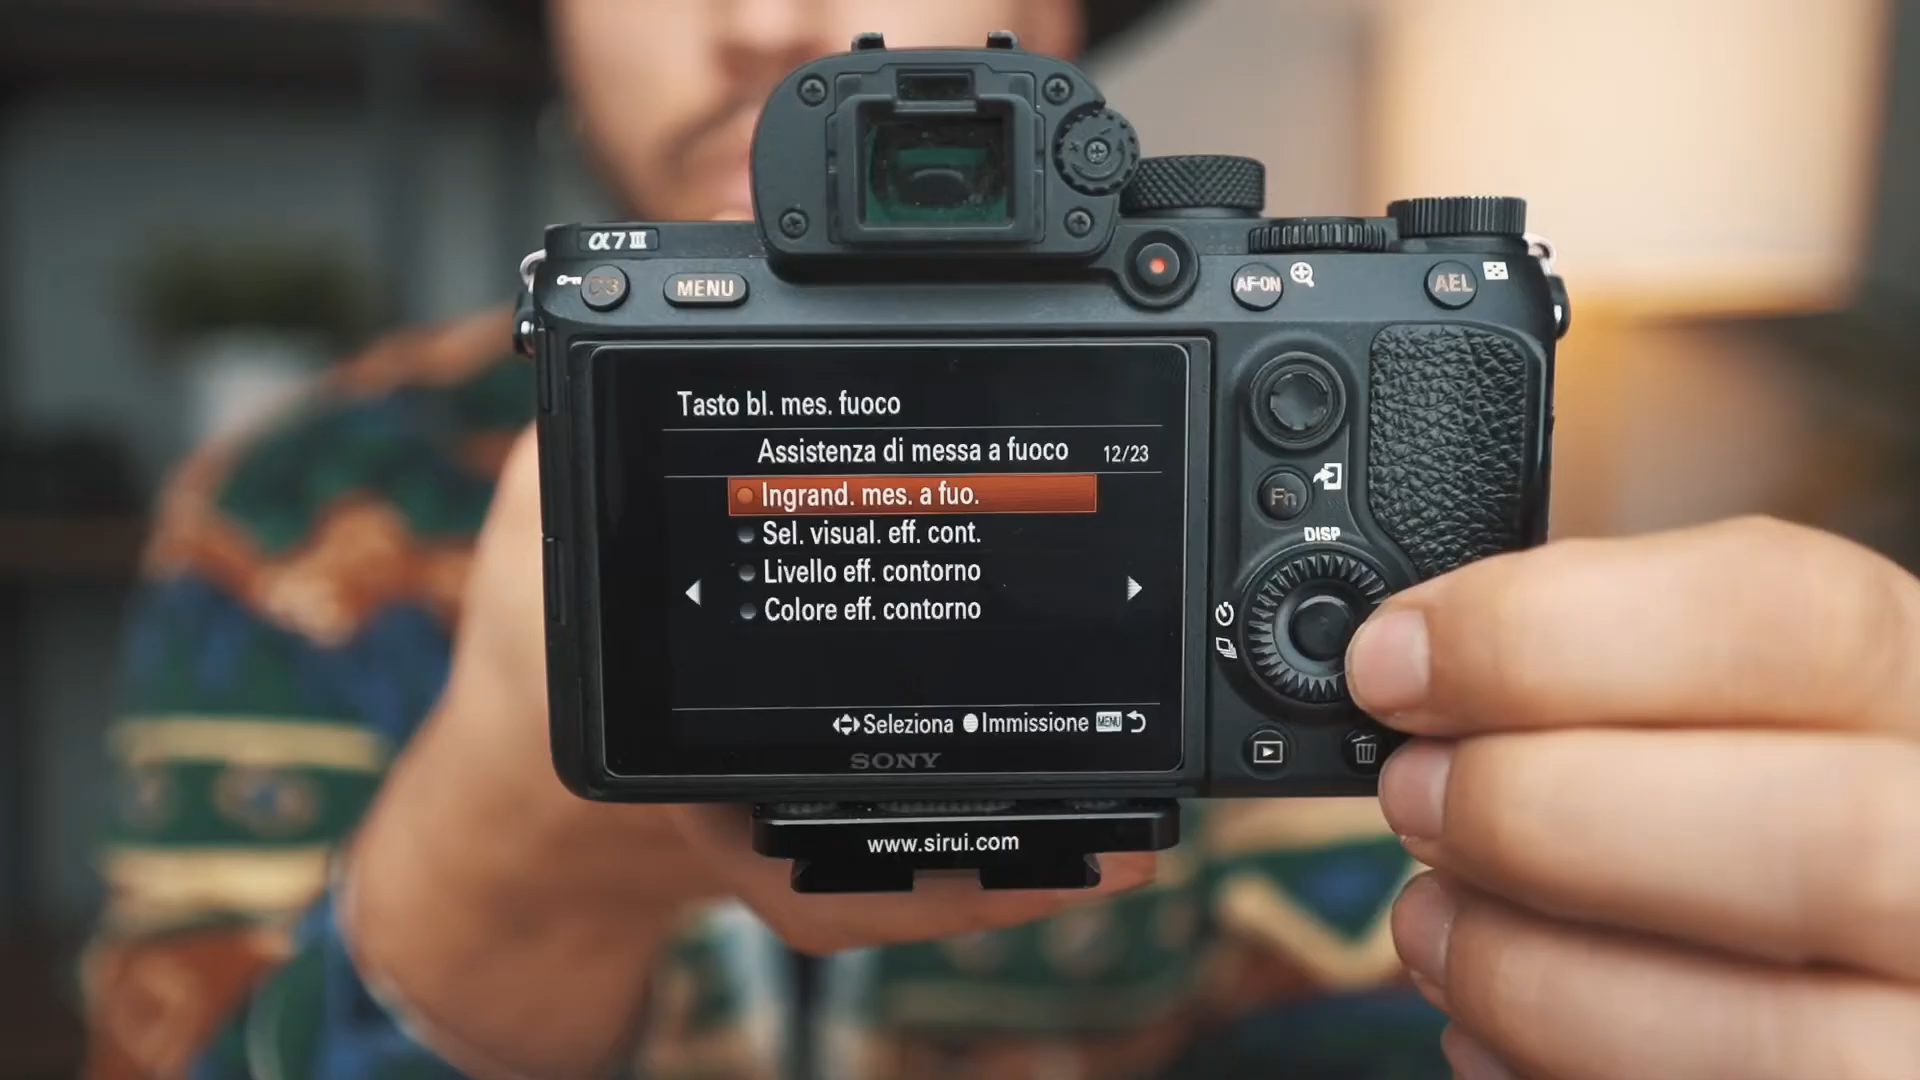 α7III
C3
MENU
AF-ON
AEL
Tasto bl. mes. fuoco
Assistenza di messa a fuoco 12/23
Ingrand. mes. a fuo.
Sel. visual. eff. cont.
Livello eff. contorno
Colore eff. contorno
Seleziona Immissione MENU
Fn
DISP
SONY
www.sirui.com